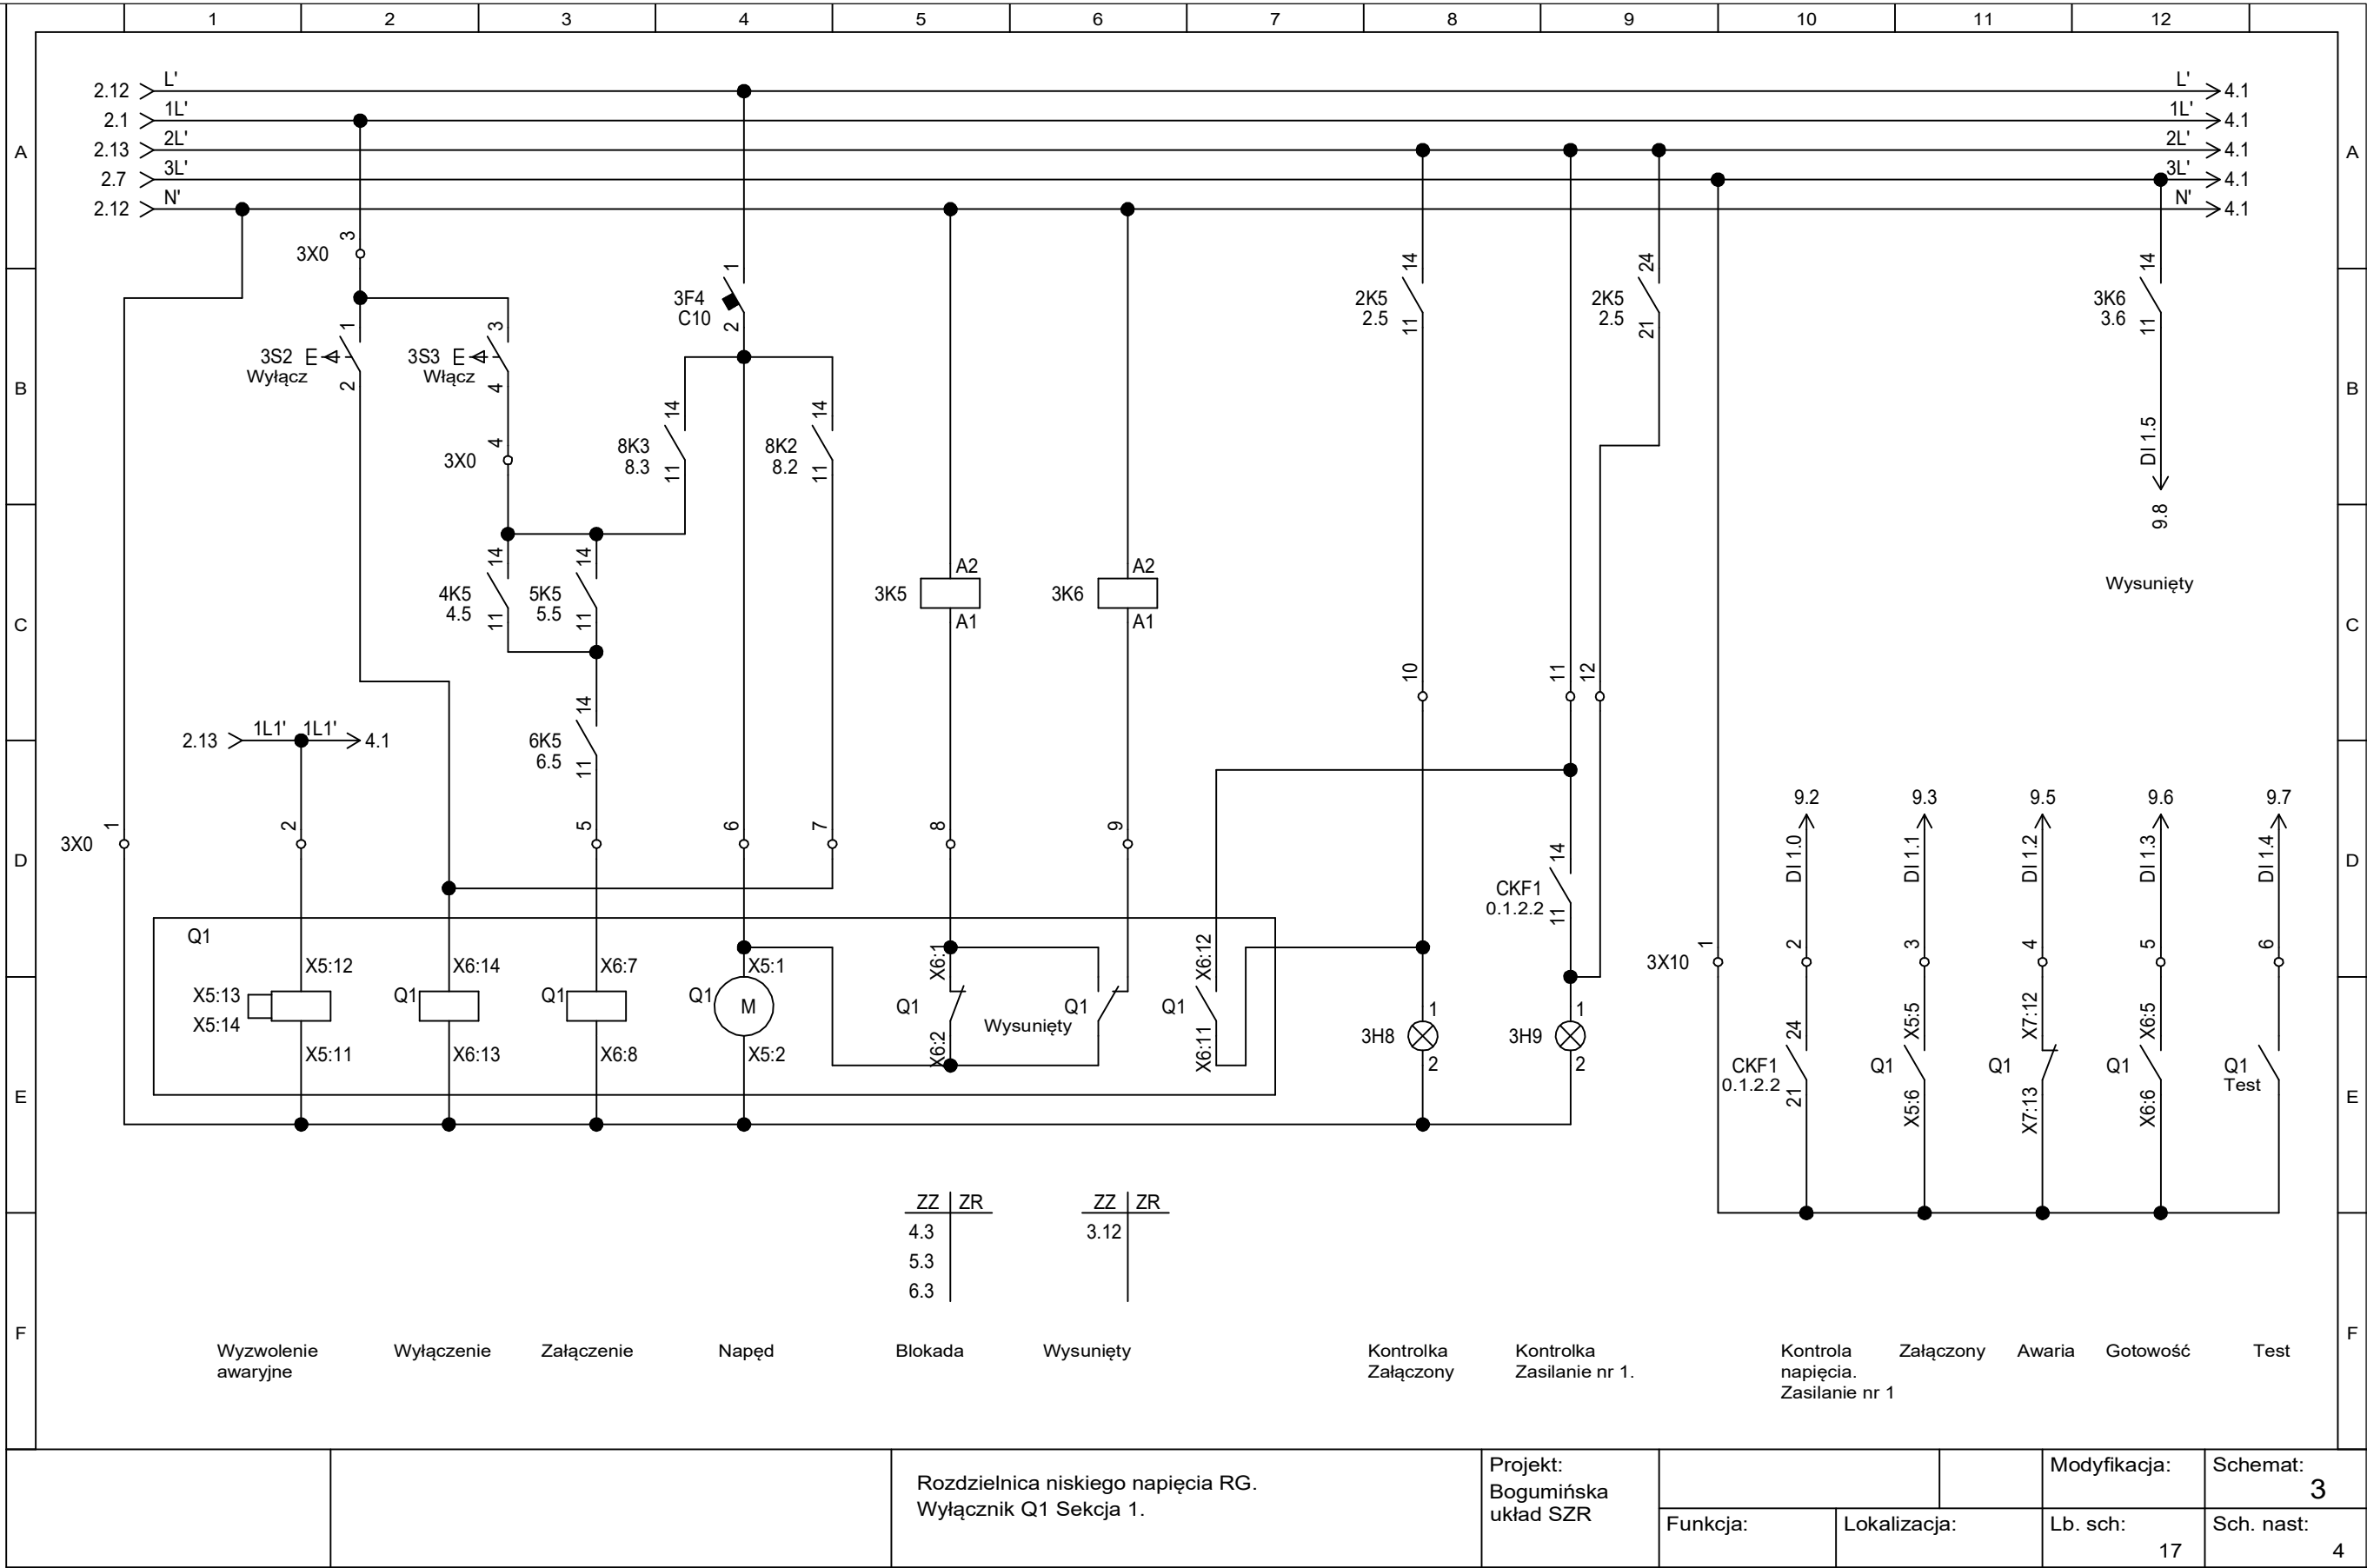 1 2 3 4 5 6 7 8 9 10 11 12
A A
B B
C C
D D
E E
F F
2.12 L' L' 4.1
2.1 1L' 1L' 4.1
2.13 2L' 2L' 4.1
2.7 3L' 3L' 4.1
2.12 N' N' 4.1
3X0 3
3S2 1 2
Wyłącz
3S3 3 4
Włącz
3X0 4
3F4 1
C10 2
8K3 14
8.3 11
8K2 14
8.2 11
4K5 14
4.5 11
5K5 14
5.5 11
6K5 14
6.5 11
3K5 A2
A1
3K6 A2
A1
2K5 14
2.5 11
2K5 24
2.5 21
3K6 14
3.6 11
DI 1.5
9.8
Wysunięty
10 11 12
2.13 1L1' 1L1' 4.1
3X0 1 2 5 6 7 8 9
CKF1 14
0.1.2.2 11
9.2 9.3 9.5 9.6 9.7
DI 1.0 DI 1.1 DI 1.2 DI 1.3 DI 1.4
3X10 1 2 3 4 5 6
Q1
X5:12 X6:14 X6:7 X5:1 X6:1 X6:12
X5:13
X5:14
Q1 Q1 Q1 M Q1 Wysunięty Q1 Q1
X5:11 X6:13 X6:8 X5:2 X6:2 X6:11
3H8 1 2
3H9 1 2
CKF1 24
0.1.2.2 21
Q1 X5:5 X5:6
Q1 X7:12 X7:13
Q1 X6:5 X6:6
Q1
Test
ZZ ZR
4.3
5.3
6.3
ZZ ZR
3.12
Wyzwolenie
awaryjne
Wyłączenie
Załączenie
Napęd
Blokada
Wysunięty
Kontrolka
Załączony
Kontrolka
Zasilanie nr 1.
Kontrola
napięcia.
Zasilanie nr 1
Załączony
Awaria
Gotowość
Test
Rozdzielnica niskiego napięcia RG.
Wyłącznik Q1 Sekcja 1.
Projekt:
Bogumińska
układ SZR
Funkcja:
Lokalizacja:
Modyfikacja:
Schemat:
3
Lb. sch:
17
Sch. nast:
4